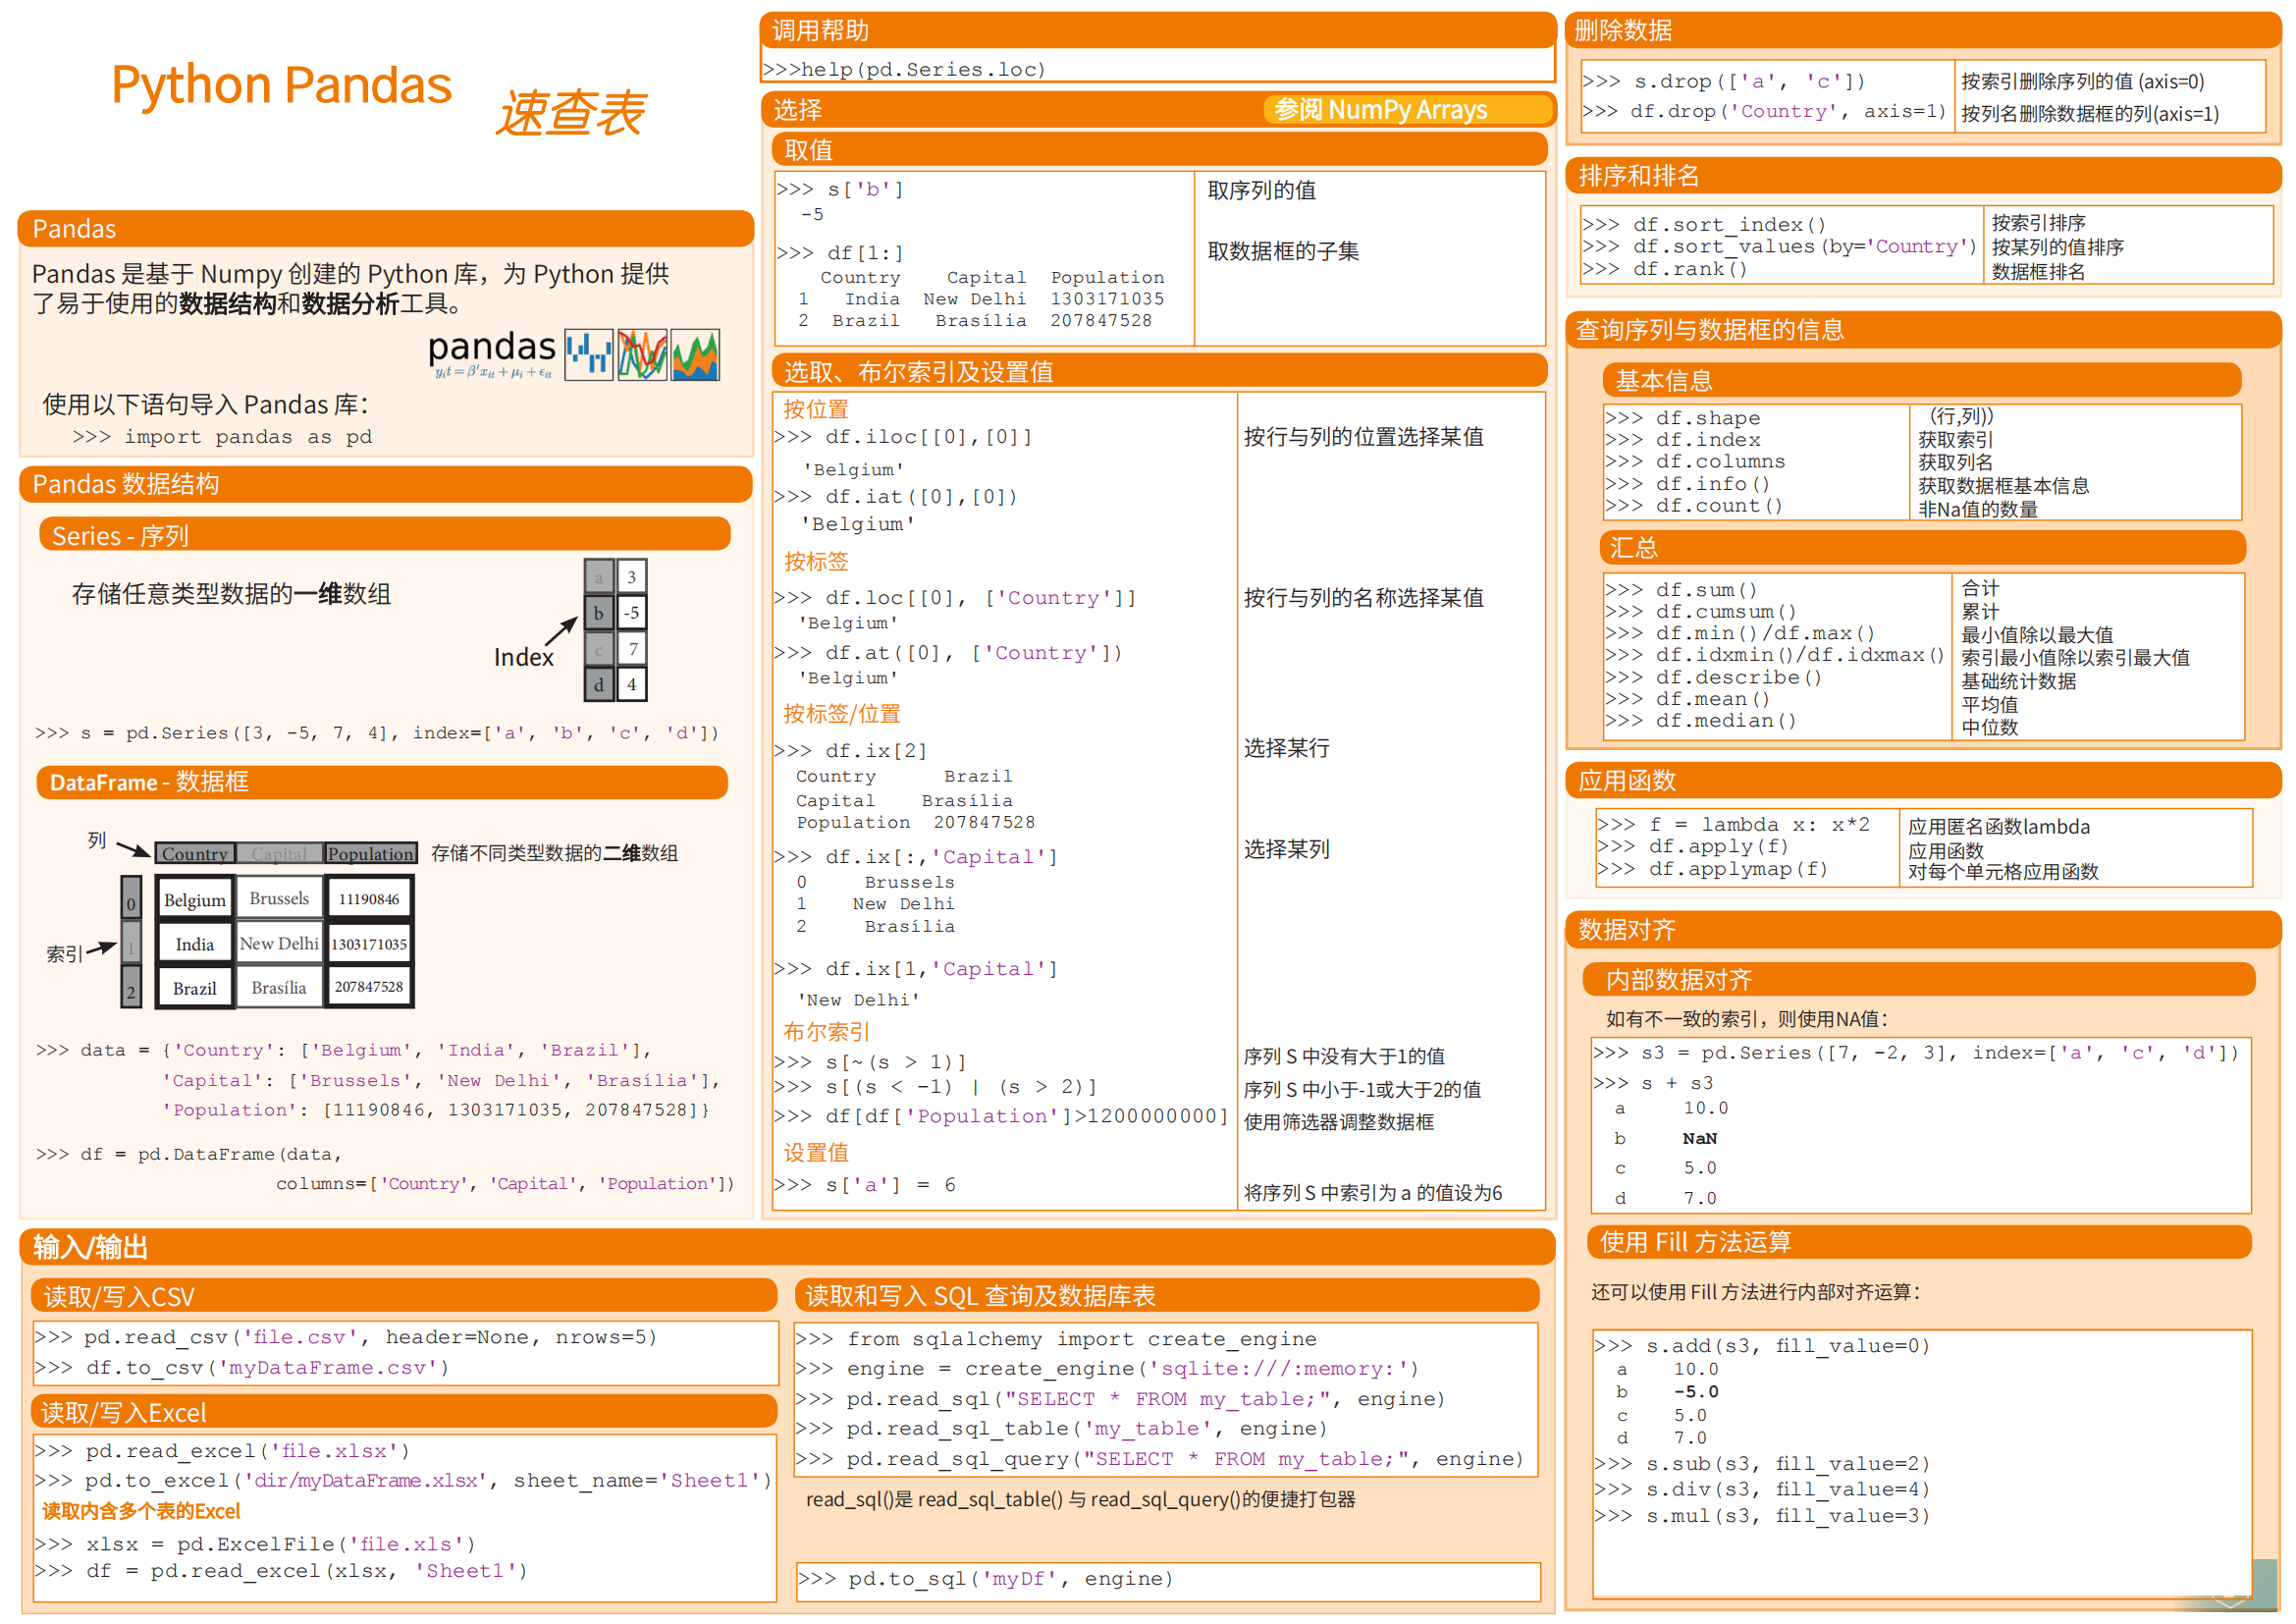 Python Pandas 速查表
Pandas
Pandas 是基于 Numpy 创建的 Python 库，为 Python 提供
了易于使用的数据结构和数据分析工具。
pandas
使用以下语句导入 Pandas 库：
>>> import pandas as pd
Pandas 数据结构
Series - 序列
存储任意类型数据的一维数组
Index
a 3
b -5
c 7
d 4
>>> s = pd.Series([3, -5, 7, 4], index=['a', 'b', 'c', 'd'])
DataFrame - 数据框
列
Country Capital Population
存储不同类型数据的二维数组
索引
0 Belgium Brussels 11190846
1 India New Delhi 1303171035
2 Brazil Brasília 207847528
>>> data = {'Country': ['Belgium', 'India', 'Brazil'],
'Capital': ['Brussels', 'New Delhi', 'Brasília'],
'Population': [11190846, 1303171035, 207847528]}
>>> df = pd.DataFrame(data,
columns=['Country', 'Capital', 'Population'])
输入/输出
读取/写入CSV
>>> pd.read_csv('file.csv', header=None, nrows=5)
>>> df.to_csv('myDataFrame.csv')
读取/写入Excel
>>> pd.read_excel('file.xlsx')
>>> pd.to_excel('dir/myDataFrame.xlsx', sheet_name='Sheet1')
读取内含多个表的Excel
>>> xlsx = pd.ExcelFile('file.xls')
>>> df = pd.read_excel(xlsx, 'Sheet1')
读取和写入 SQL 查询及数据库表
>>> from sqlalchemy import create_engine
>>> engine = create_engine('sqlite:///:memory:')
>>> pd.read_sql("SELECT * FROM my_table;", engine)
>>> pd.read_sql_table('my_table', engine)
>>> pd.read_sql_query("SELECT * FROM my_table;", engine)
read_sql()是 read_sql_table() 与 read_sql_query()的便捷打包器
>>> pd.to_sql('myDf', engine)
调用帮助
>>>help(pd.Series.loc)
选择 参阅 NumPy Arrays
取值
>>> s['b'] 取序列的值
-5
>>> df[1:] 取数据框的子集
Country Capital Population
1 India New Delhi 1303171035
2 Brazil Brasília 207847528
选取、布尔索引及设置值
按位置
>>> df.iloc[[0],[0]] 按行与列的位置选择某值
'Belgium'
>>> df.iat([0],[0])
'Belgium'
按标签
>>> df.loc[[0], ['Country']] 按行与列的名称选择某值
'Belgium'
>>> df.at([0], ['Country'])
'Belgium'
按标签/位置
>>> df.ix[2] 选择某行
Country Brazil
Capital Brasília
Population 207847528
>>> df.ix[:,'Capital'] 选择某列
0 Brussels
1 New Delhi
2 Brasília
>>> df.ix[1,'Capital']
'New Delhi'
布尔索引
>>> s[~(s > 1)] 序列 S 中没有大于1的值
>>> s[(s < -1) | (s > 2)] 序列 S 中小于-1或大于2的值
>>> df[df['Population']>1200000000] 使用筛选器调整数据框
设置值
>>> s['a'] = 6 将序列 S 中索引为 a 的值设为6
删除数据
>>> s.drop(['a', 'c']) 按索引删除序列的值 (axis=0)
>>> df.drop('Country', axis=1) 按列名删除数据框的列(axis=1)
排序和排名
>>> df.sort_index() 按索引排序
>>> df.sort_values(by='Country') 按某列的值排序
>>> df.rank() 数据框排名
查询序列与数据框的信息
基本信息
>>> df.shape （行,列)）
>>> df.index 获取索引
>>> df.columns 获取列名
>>> df.info() 获取数据框基本信息
>>> df.count() 非Na值的数量
汇总
>>> df.sum() 合计
>>> df.cumsum() 累计
>>> df.min()/df.max() 最小值除以最大值
>>> df.idxmin()/df.idxmax() 索引最小值除以索引最大值
>>> df.describe() 基础统计数据
>>> df.mean() 平均值
>>> df.median() 中位数
应用函数
>>> f = lambda x: x*2 应用匿名函数lambda
>>> df.apply(f) 应用函数
>>> df.applymap(f) 对每个单元格应用函数
数据对齐
内部数据对齐
如有不一致的索引，则使用NA值：
>>> s3 = pd.Series([7, -2, 3], index=['a', 'c', 'd'])
>>> s + s3
a 10.0
b NaN
c 5.0
d 7.0
使用 Fill 方法运算
还可以使用 Fill 方法进行内部对齐运算：
>>> s.add(s3, fill_value=0)
a 10.0
b -5.0
c 5.0
d 7.0
>>> s.sub(s3, fill_value=2)
>>> s.div(s3, fill_value=4)
>>> s.mul(s3, fill_value=3)